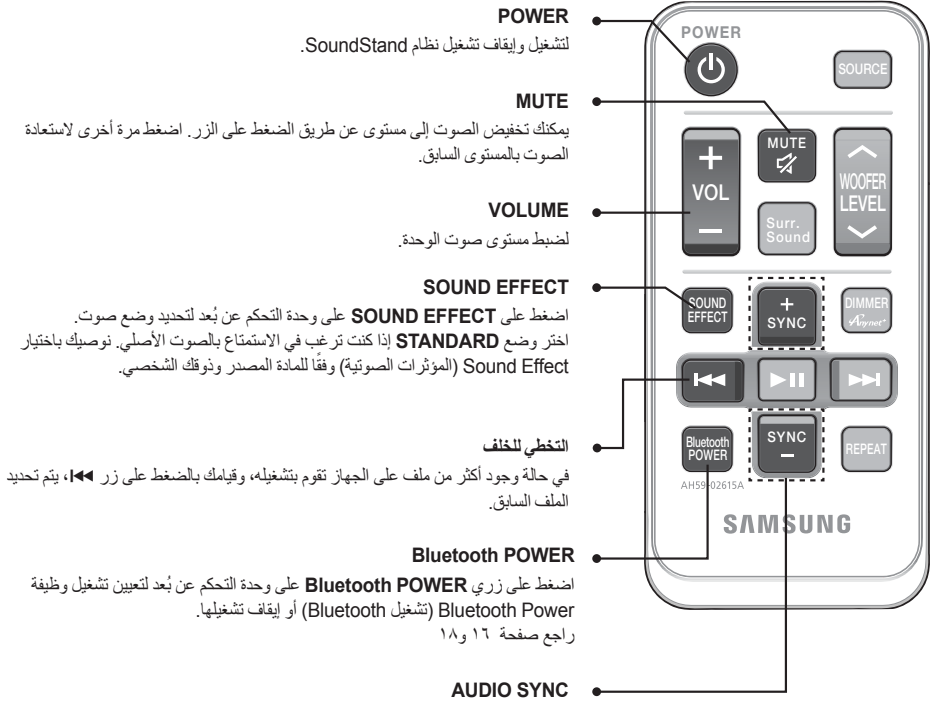 POWER
لتشغيل وإيقاف تشغيل نظام SoundStand.
MUTE
يمكنك تخفيض الصوت إلى مستوى عن طريق الضغط على الزر. اضغط مرة أخرى لاستعادة
الصوت بالمستوى السابق.
VOLUME
لضبط مستوى صوت الوحدة.
SOUND EFFECT
اضغط على SOUND EFFECT على وحدة التحكم عن بُعد لتحديد وضع صوت.
اختر وضع STANDARD إذا كنت ترغب في الاستمتاع بالصوت الأصلي. نوصيك باختيار
Sound Effect (المؤثرات الصوتية) وفقًا للمادة المصدر وذوقك الشخصي.
التخطي للخلف
في حالة وجود أكثر من ملف على الجهاز تقوم بتشغيله، وقيامك بالضغط على زر ⏮، يتم تحديد
الملف السابق.
Bluetooth POWER
اضغط على زري Bluetooth POWER على وحدة التحكم عن بُعد لتعيين تشغيل وظيفة
Bluetooth Power (تشغيل Bluetooth) أو إيقاف تشغيلها.
راجع صفحة ١٦ و١٨
AUDIO SYNC
POWER
SOURCE
MUTE
+
VOL
–
WOOFER
LEVEL
Surr.
Sound
SOUND
EFFECT
+
SYNC
DIMMER
Anynet+
Bluetooth
POWER
SYNC
–
REPEAT
AH59-02615A
SAMSUNG